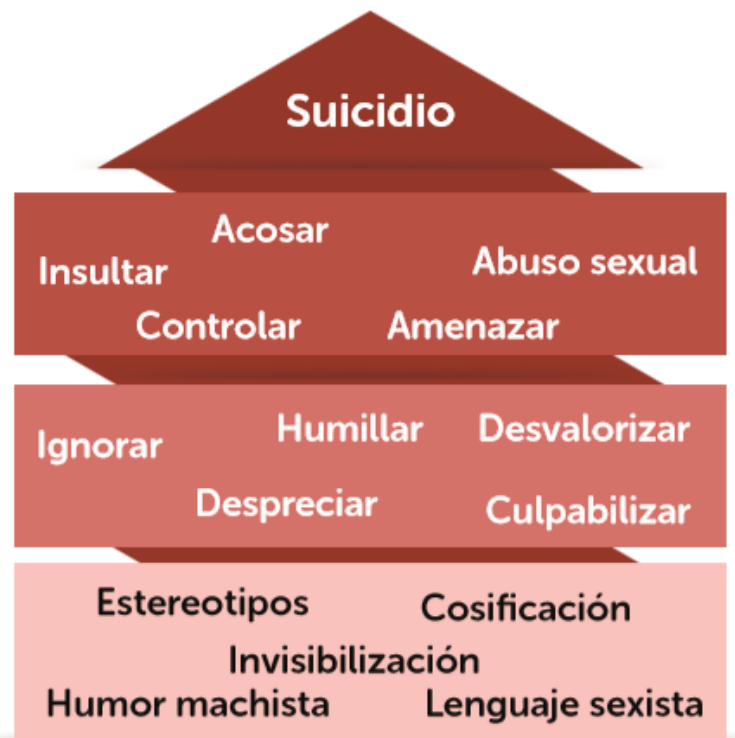 Suicidio
Acosar
Insultar
Abuso sexual
Controlar
Amenazar
Ignorar
Humillar
Desvalorizar
Despreciar
Culpabilizar
Estereotipos
Cosificación
Invisibilización
Humor machista
Lenguaje sexista